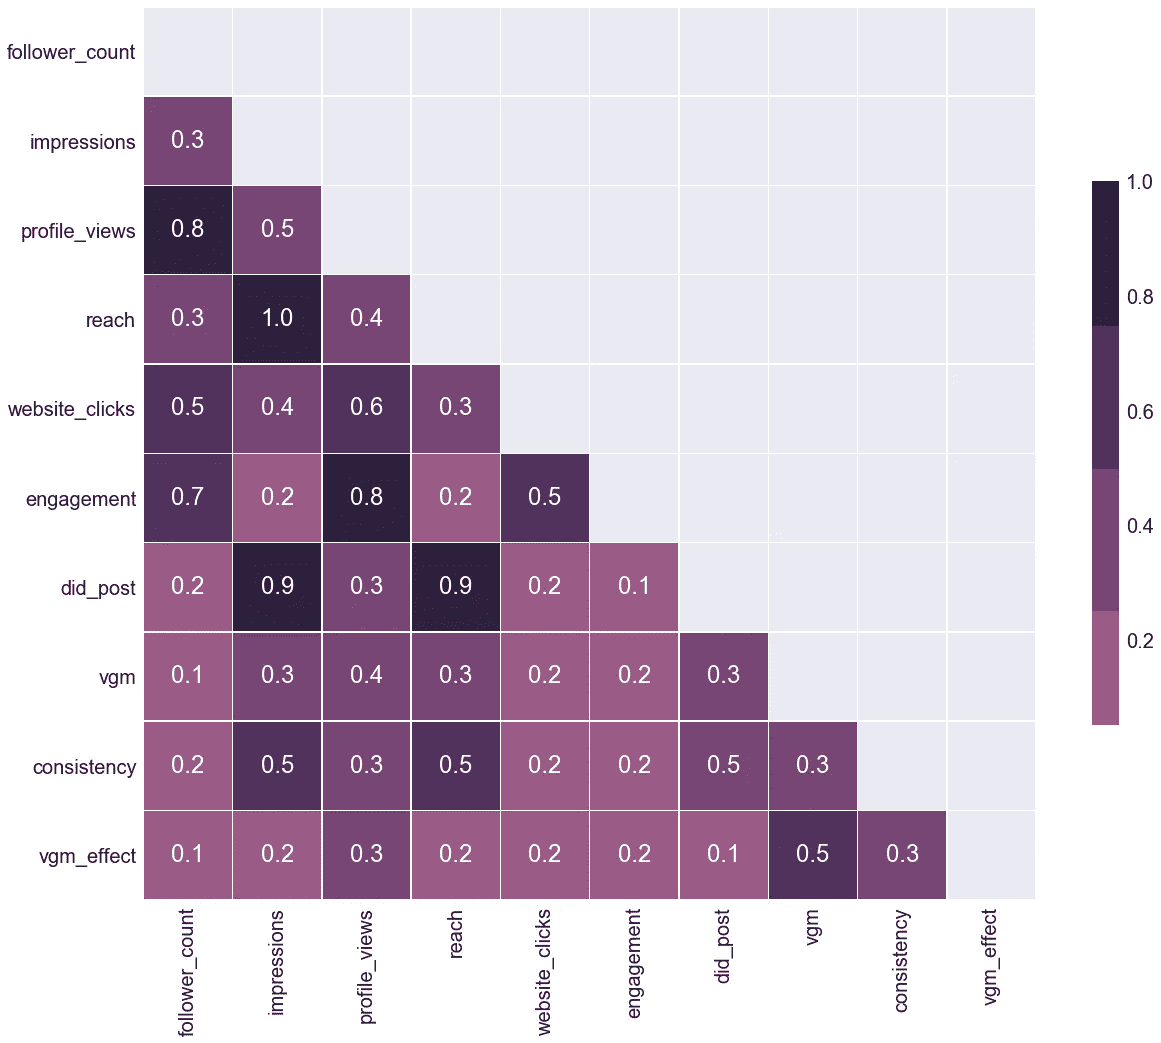 follower_count
impressions 0.3
profile_views 0.8 0.5
reach 0.3 1.0 0.4
website_clicks 0.5 0.4 0.6 0.3
engagement 0.7 0.2 0.8 0.2 0.5
did_post 0.2 0.9 0.3 0.9 0.2 0.1
vgm 0.1 0.3 0.4 0.3 0.2 0.2 0.3
consistency 0.2 0.5 0.3 0.5 0.2 0.2 0.5 0.3
vgm_effect 0.1 0.2 0.3 0.2 0.2 0.2 0.1 0.5 0.3
follower_count
impressions
profile_views
reach
website_clicks
engagement
did_post
vgm
consistency
vgm_effect
1.0
0.8
0.6
0.4
0.2